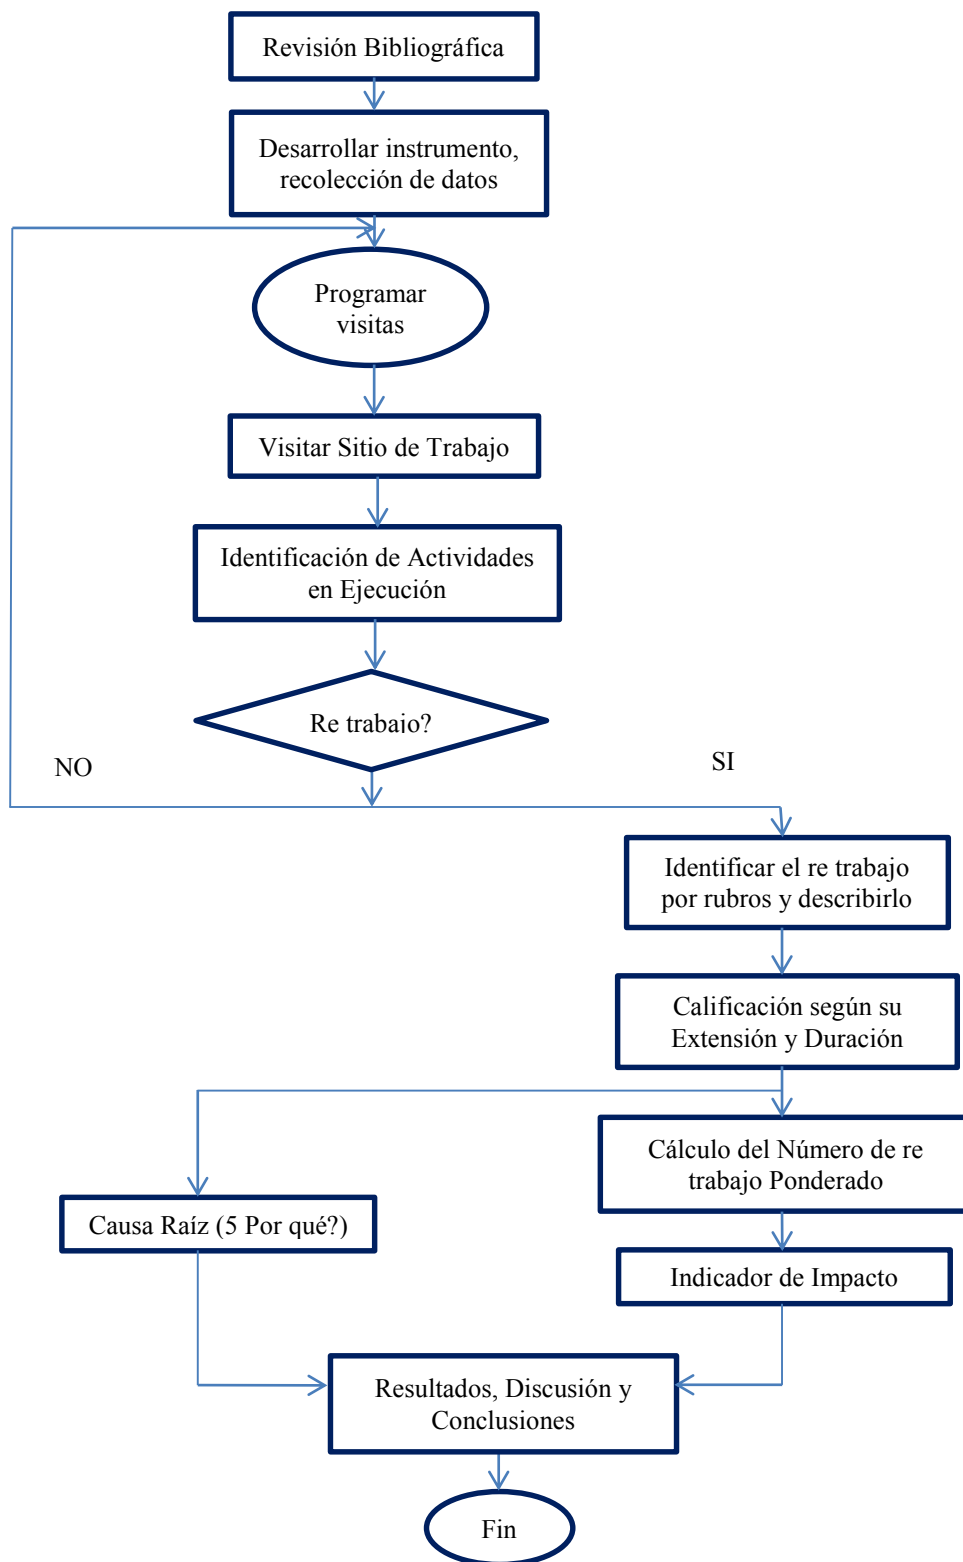 Revisión Bibliográfica
Desarrollar instrumento,
recolección de datos
Programar
visitas
Visitar Sitio de Trabajo
Identificación de Actividades
en Ejecución
Re trabajo?
NO
SI
Identificar el re trabajo
por rubros y describirlo
Calificación según su
Extensión y Duración
Cálculo del Número de re
trabajo Ponderado
Causa Raíz (5 Por qué?)
Indicador de Impacto
Resultados, Discusión y
Conclusiones
Fin